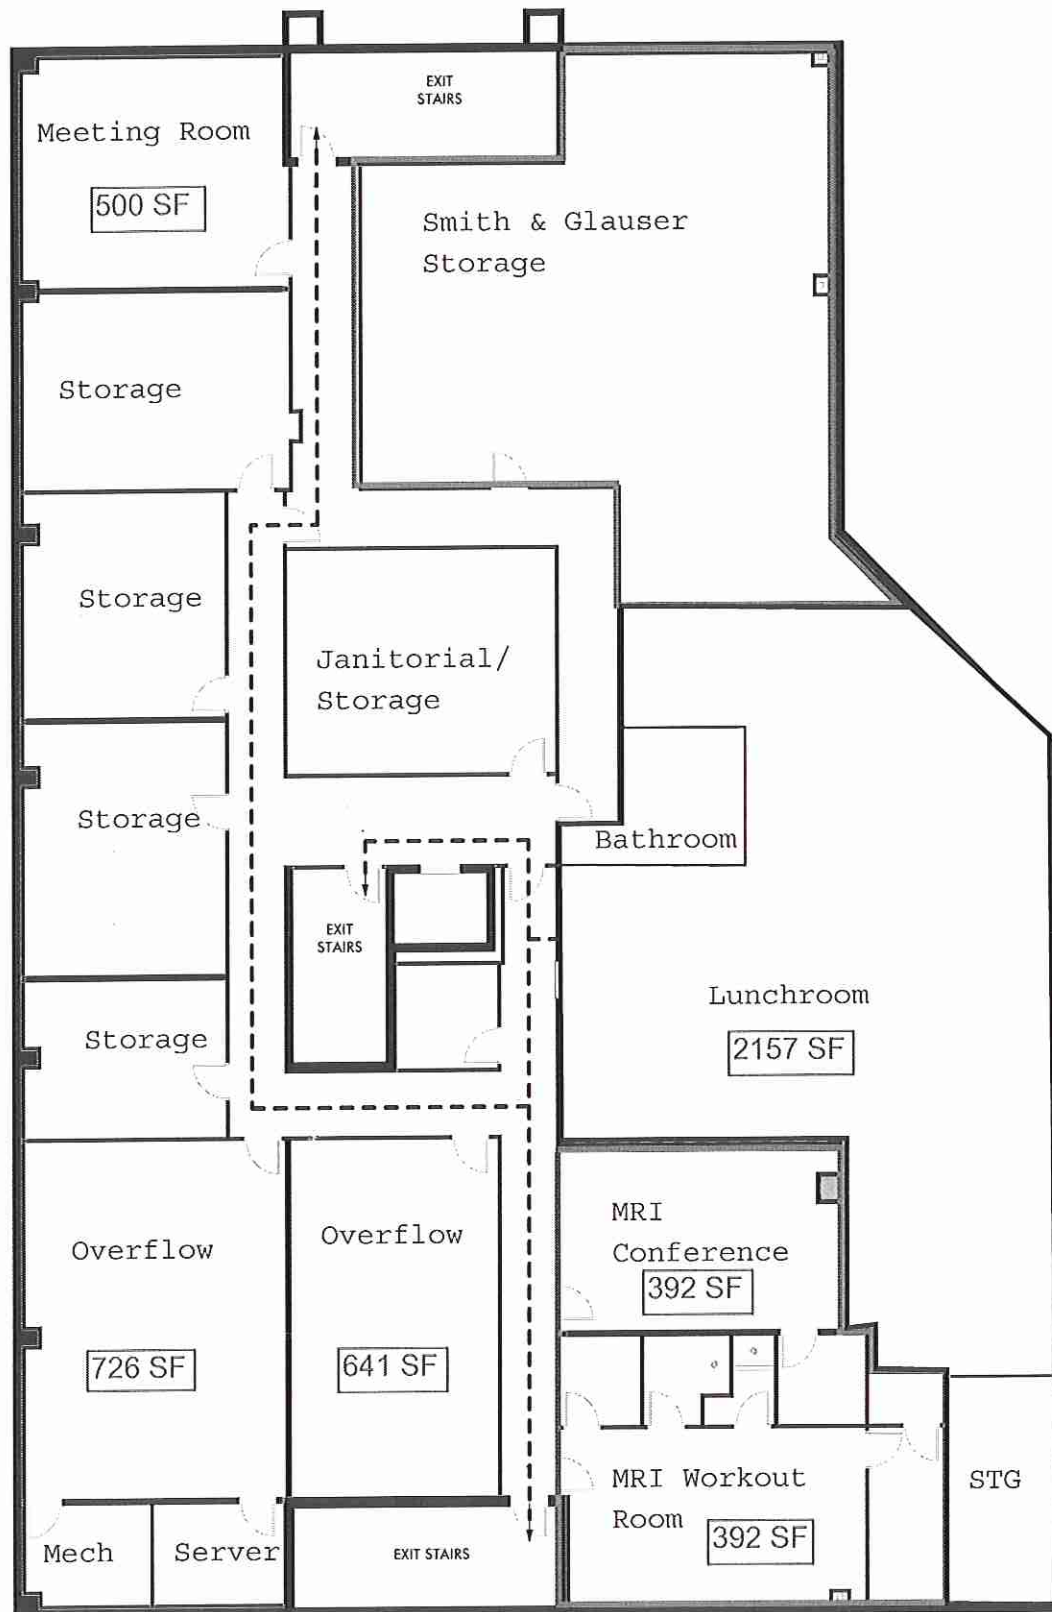 EXIT
STAIRS
Meeting Room
500 SF
Smith & Glauser
Storage
Storage
Storage
Janitorial/
Storage
Storage
Bathroom
EXIT
STAIRS
Lunchroom
Storage
2157 SF
MRI
Conference
392 SF
Overflow
Overflow
726 SF
641 SF
MRI Workout
Room
392 SF
STG
Mech
Server
EXIT STAIRS